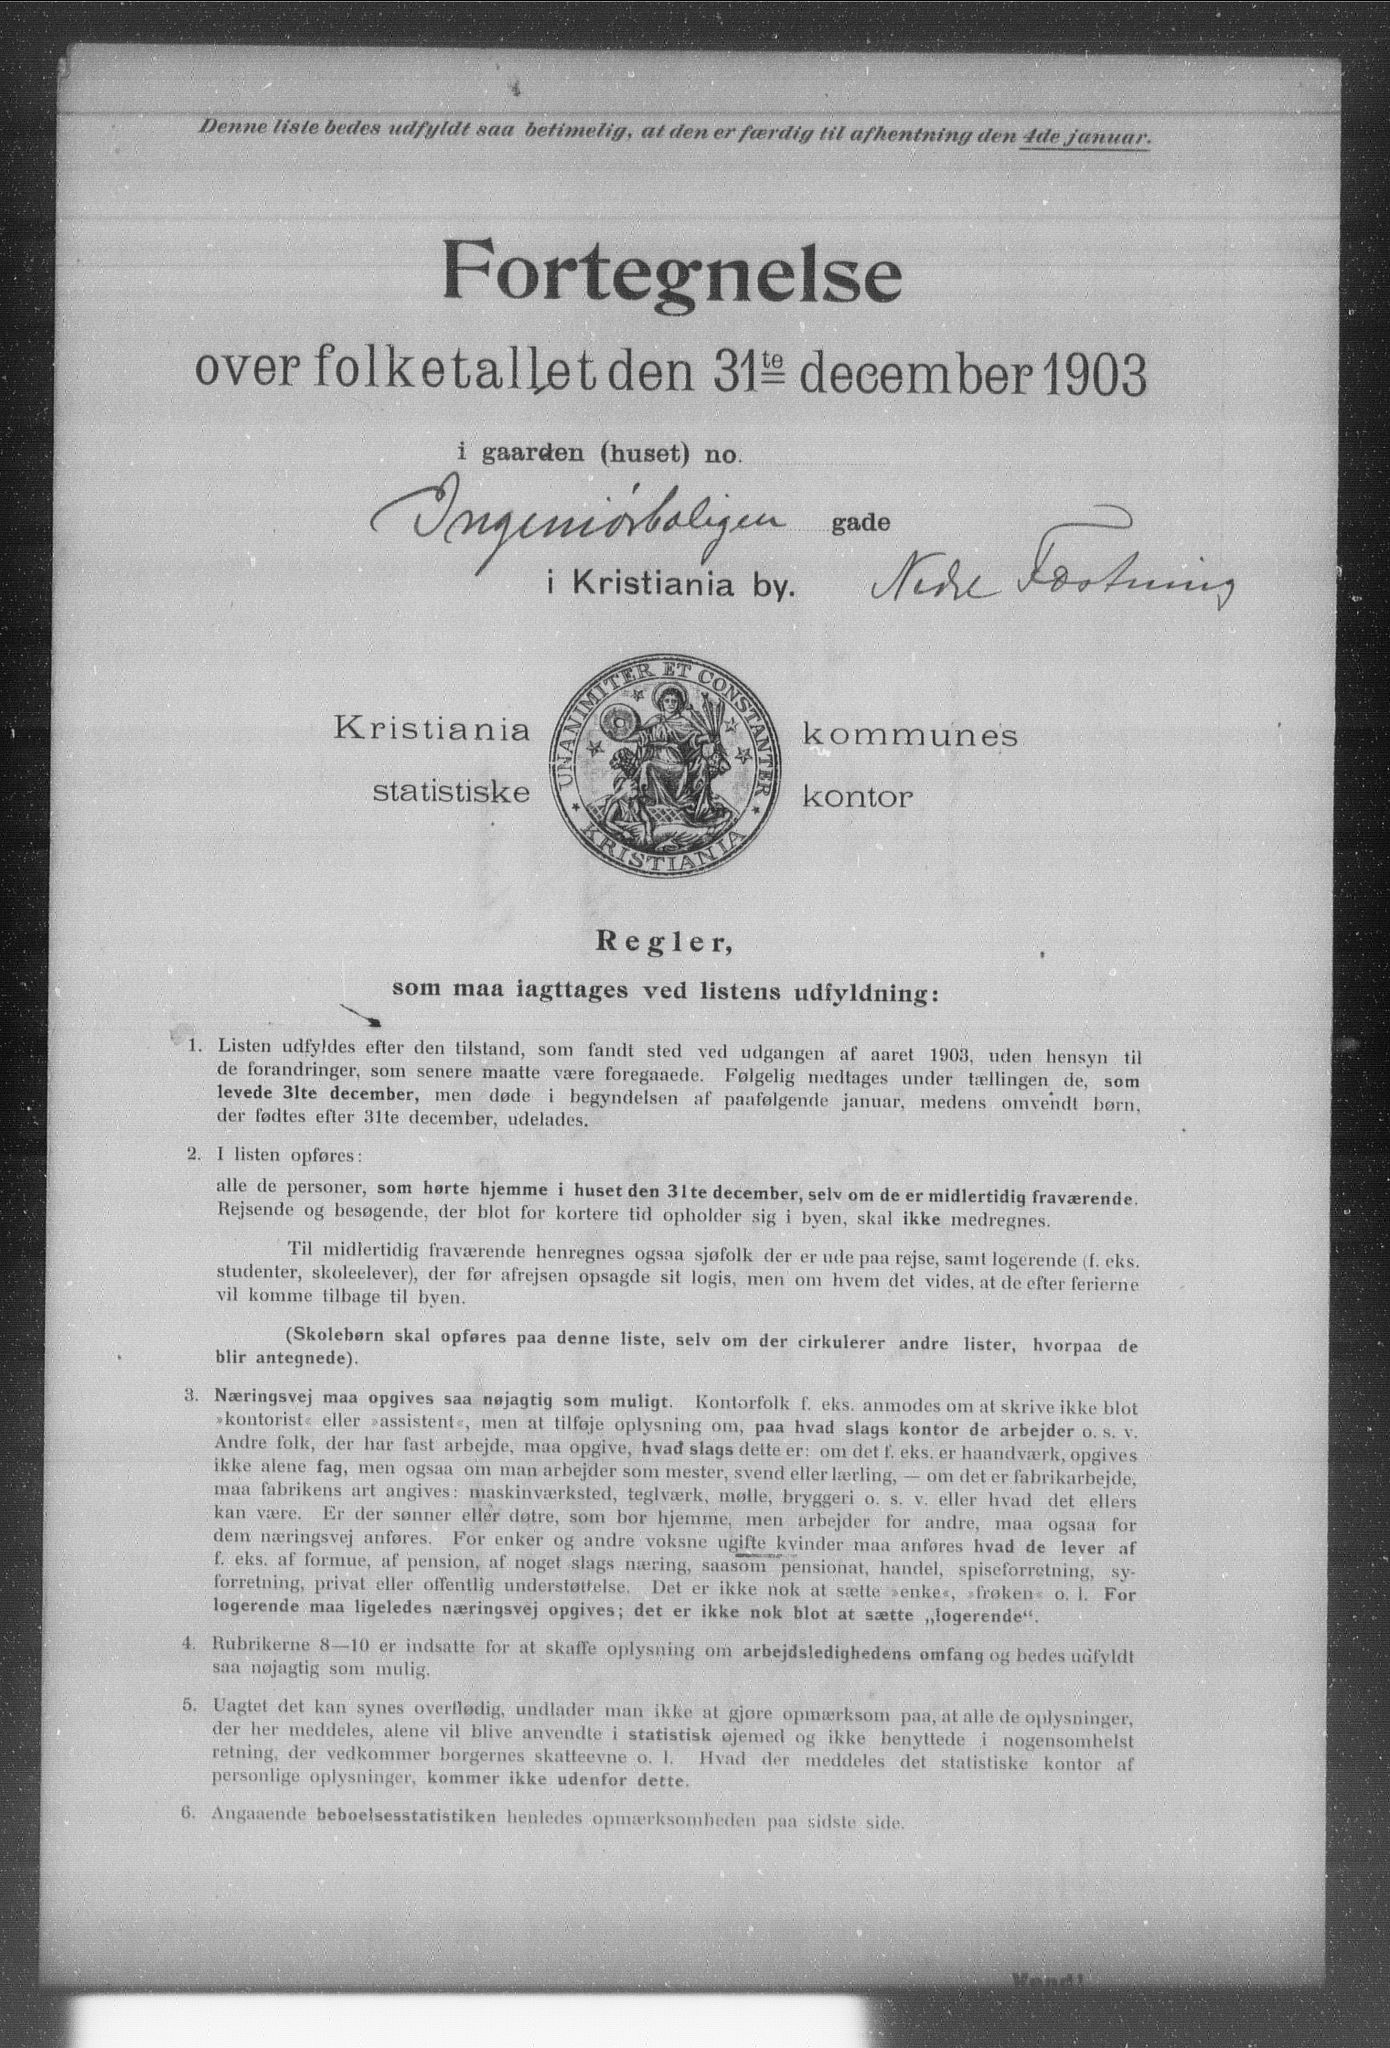 Denne liste bedes udfyldt saa betimelig, at den er færdig til afhentning den 4de januar.
Fortegnelse
over folketallet den 31te december 1903
i gaarden (huset) no.
Ingeniørboligen gade
i Kristiania by. Nedre Fæstning
UNANIMITER ET CONSTANTER
KRISTIANIA
Kristiania kommunes
statistiske kontor
Regler,
som maa iagttages ved listens udfyldning:
1. Listen udfyldes efter den tilstand, som fandt sted ved udgangen af aaret 1903, uden hensyn til
de forandringer, som senere maatte være foregaaede. Følgelig medtages under tællingen de, som
levede 31te december, men døde i begyndelsen af paafølgende januar, medens omvendt børn,
der fødtes efter 31te december, udelades.
2. I listen opføres:
alle de personer, som hørte hjemme i huset den 31te december, selv om de er midlertidig fraværende.
Rejsende og besøgende, der blot for kortere tid opholder sig i byen, skal ikke medregnes.
Til midlertidig fraværende henregnes ogsaa sjøfolk der er ude paa rejse, samt logerende (f. eks.
studenter, skoleelever), der før afrejsen opsagde sit logis, men om hvem det vides, at de efter ferierne
vil komme tilbage til byen.
(Skolebørn skal opføres paa denne liste, selv om der cirkulerer andre lister, hvorpaa de
blir antegnede).
3. Næringsvej maa opgives saa nøjagtig som muligt. Kontorfolk f. eks. anmodes om at skrive ikke blot
»kontorist« eller »assistent«, men at tilføje oplysning om, paa hvad slags kontor de arbejder o. s. v.
Andre folk, der har fast arbejde, maa opgive, hvad slags dette er: om det f. eks. er haandværk, opgives
ikke alene fag, men ogsaa om man arbejder som mester, svend eller lærling, — om det er fabrikarbejde,
maa fabrikens art angives: maskinværksted, teglværk, mølle, bryggeri o. s. v. eller hvad det ellers
kan være. Er der sønner eller døtre, som bor hjemme, men arbejder for andre, maa ogsaa for
dem næringsvej anføres. For enker og andre voksne ugifte kvinder maa anføres hvad de lever af
f. eks. af formue, af pension, af noget slags næring, saasom pensionat, handel, spiseforretning, sy-
forretning, privat eller offentlig understøttelse. Det er ikke nok at sætte »enke«, »frøken« o. l. For
logerende maa ligeledes næringsvej opgives; det er ikke nok blot at sætte „logerende“.
4. Rubrikerne 8—10 er indsatte for at skaffe oplysning om arbejdsledighedens omfang og bedes udfyldt
saa nøjagtig som mulig.
5. Uagtet det kan synes overflødig, undlader man ikke at gjøre opmærksom paa, at alle de oplysninger,
der her meddeles, alene vil blive anvendte i statistisk øjemed og ikke benyttede i nogensomhelst
retning, der vedkommer borgernes skatteevne o. l. Hvad der meddeles det statistiske kontor af
personlige oplysninger, kommer ikke udenfor dette.
6. Angaaende beboelsesstatistiken henledes opmærksomheden paa sidste side.
Vend!